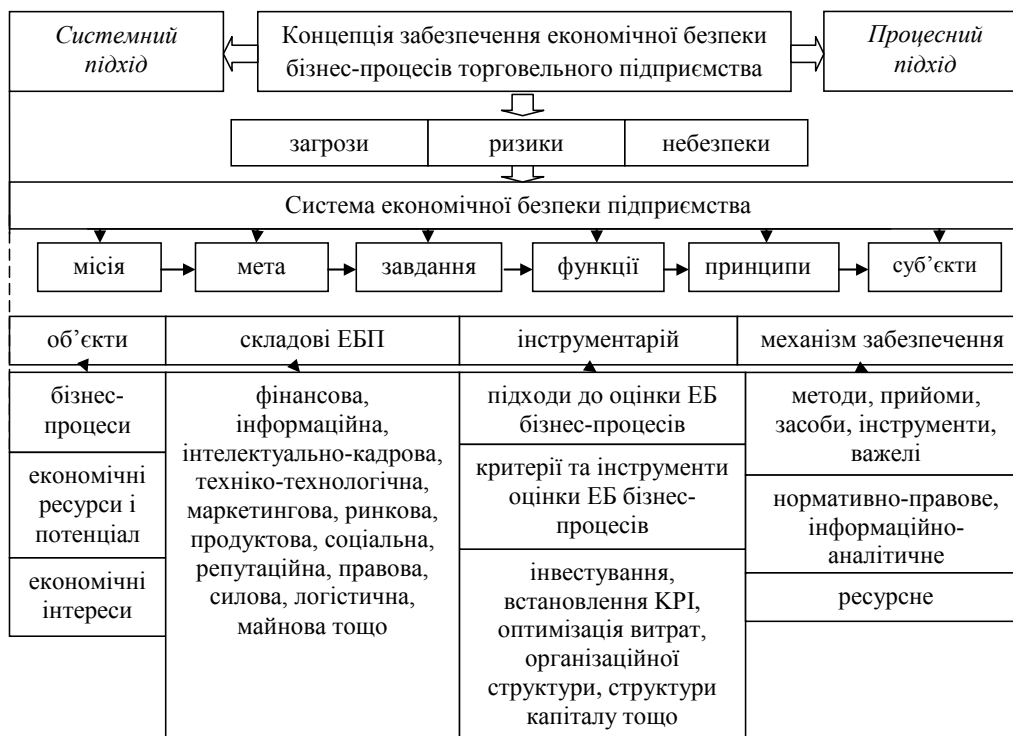 Системний
підхід
Концепція забезпечення економічної безпеки
бізнес-процесів торговельного підприємства
Процесний
підхід
загрози
ризики
небезпеки
Система економічної безпеки підприємства
місія
мета
завдання
функції
принципи
суб’єкти
об’єкти
складові ЕБП
інструментарій
механізм забезпечення
бізнес-
процеси
економічні
ресурси і
потенціал
економічні
інтереси
фінансова,
інформаційна,
інтелектуально-кадрова,
техніко-технологічна,
маркетингова, ринкова,
продуктова, соціальна,
репутаційна, правова,
силова, логістична,
майнова тощо
підходи до оцінки ЕБ
бізнес-процесів
критерії та інструменти
оцінки ЕБ бізнес-
процесів
інвестування,
встановлення KPI,
оптимізація витрат,
організаційної
структури, структури
капіталу тощо
методи, прийоми,
засоби, інструменти,
важелі
нормативно-правове,
інформаційно-
аналітичне
ресурсне